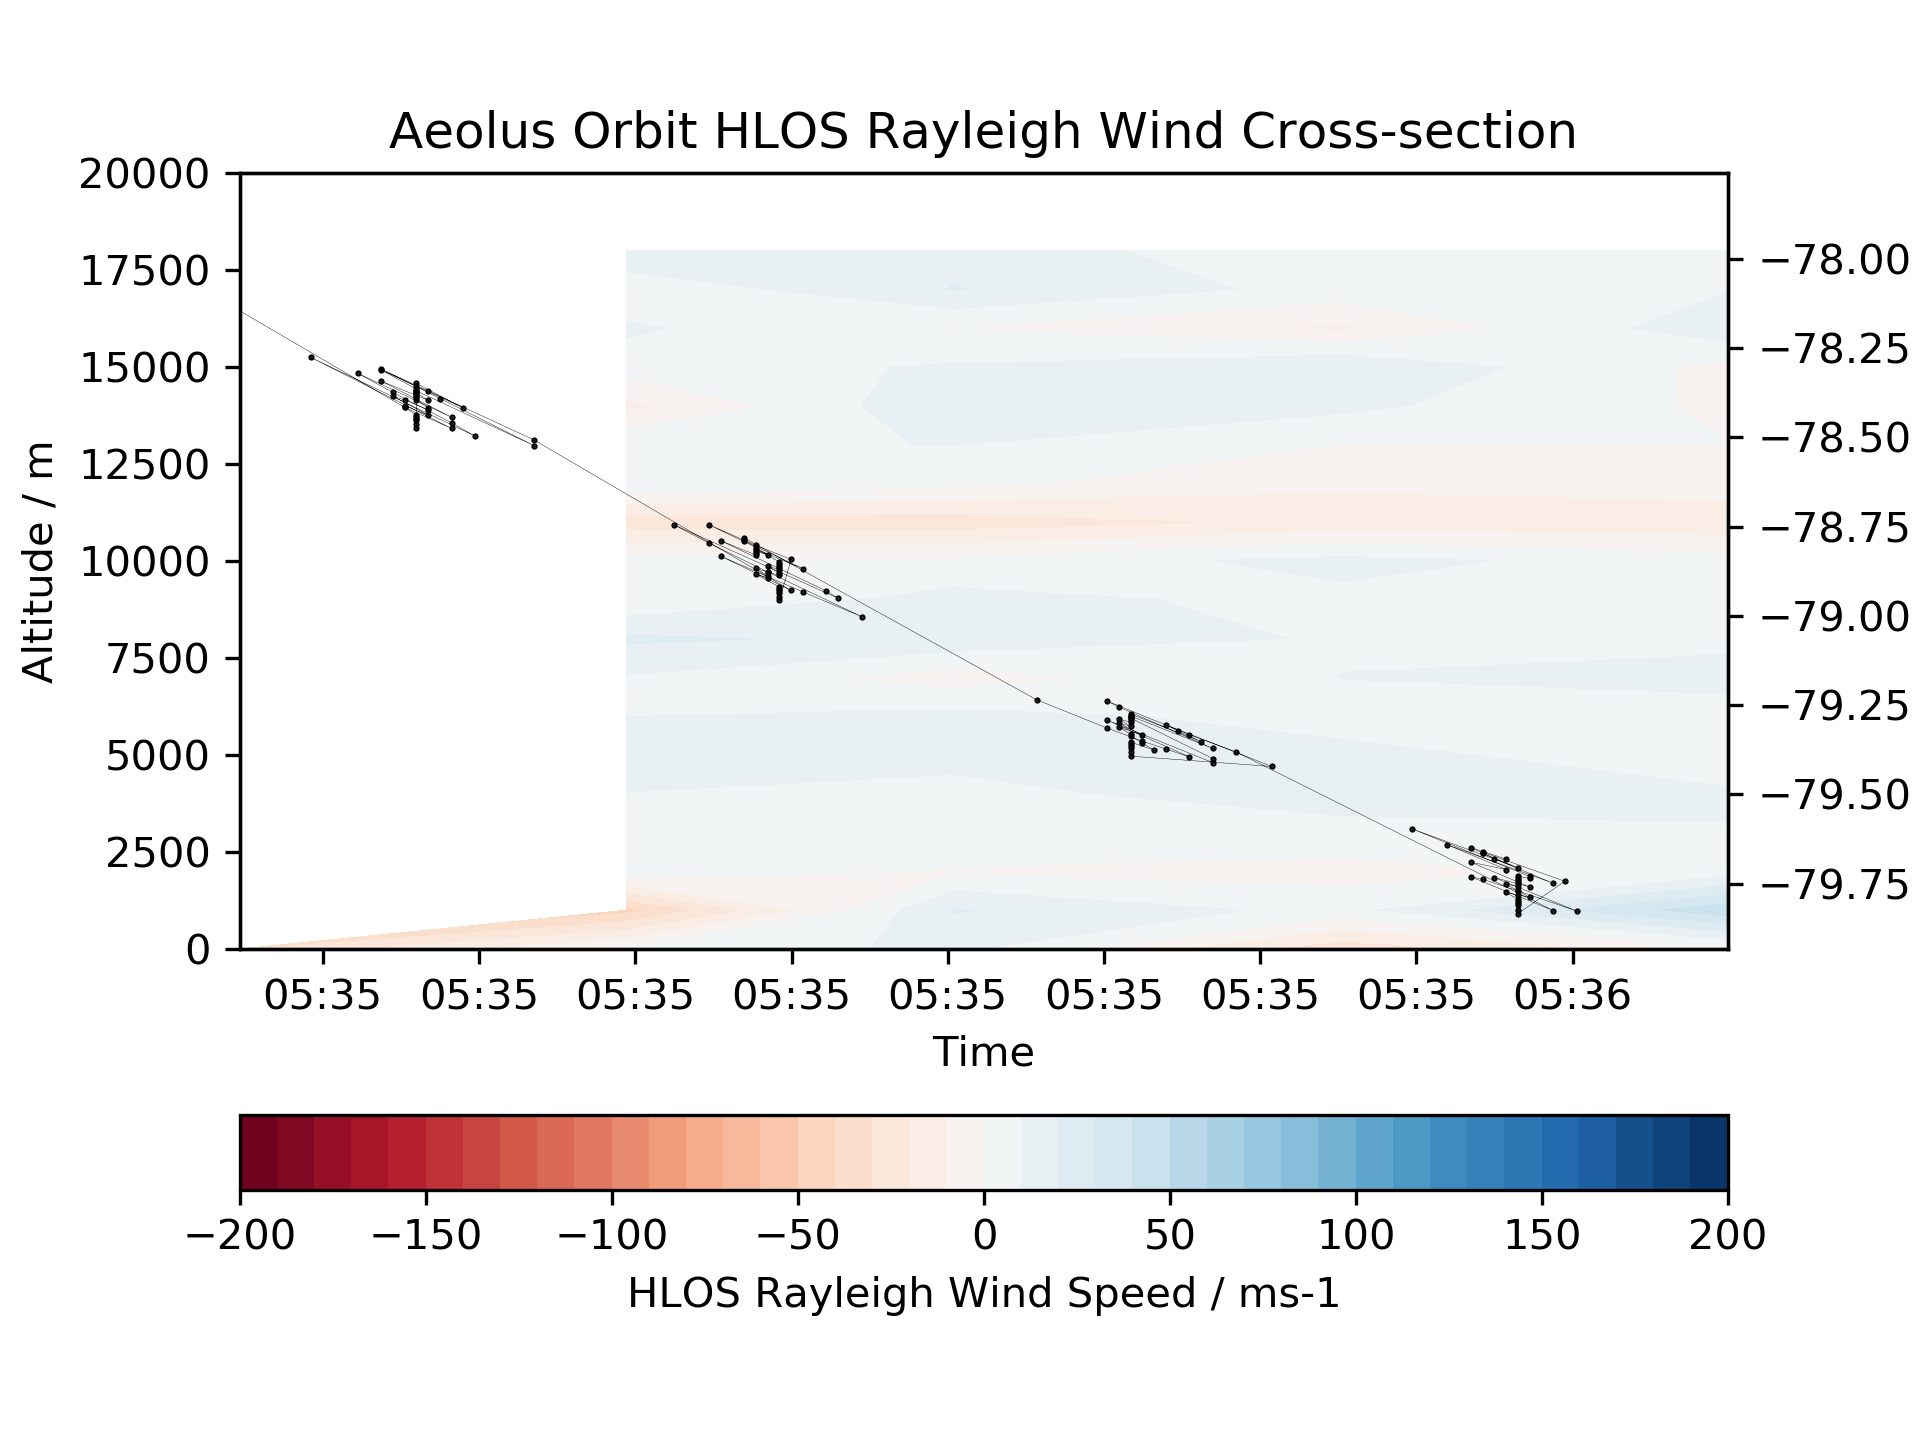 Aeolus Orbit HLOS Rayleigh Wind Cross-section
20000
17500
15000
12500
10000
7500
5000
2500
0
Altitude / m
−78.00
−78.25
−78.50
−78.75
−79.00
−79.25
−79.50
−79.75
05:35 05:35 05:35 05:35 05:35 05:35 05:35 05:35 05:36
Time
−200 −150 −100 −50 0 50 100 150 200
HLOS Rayleigh Wind Speed / ms-1